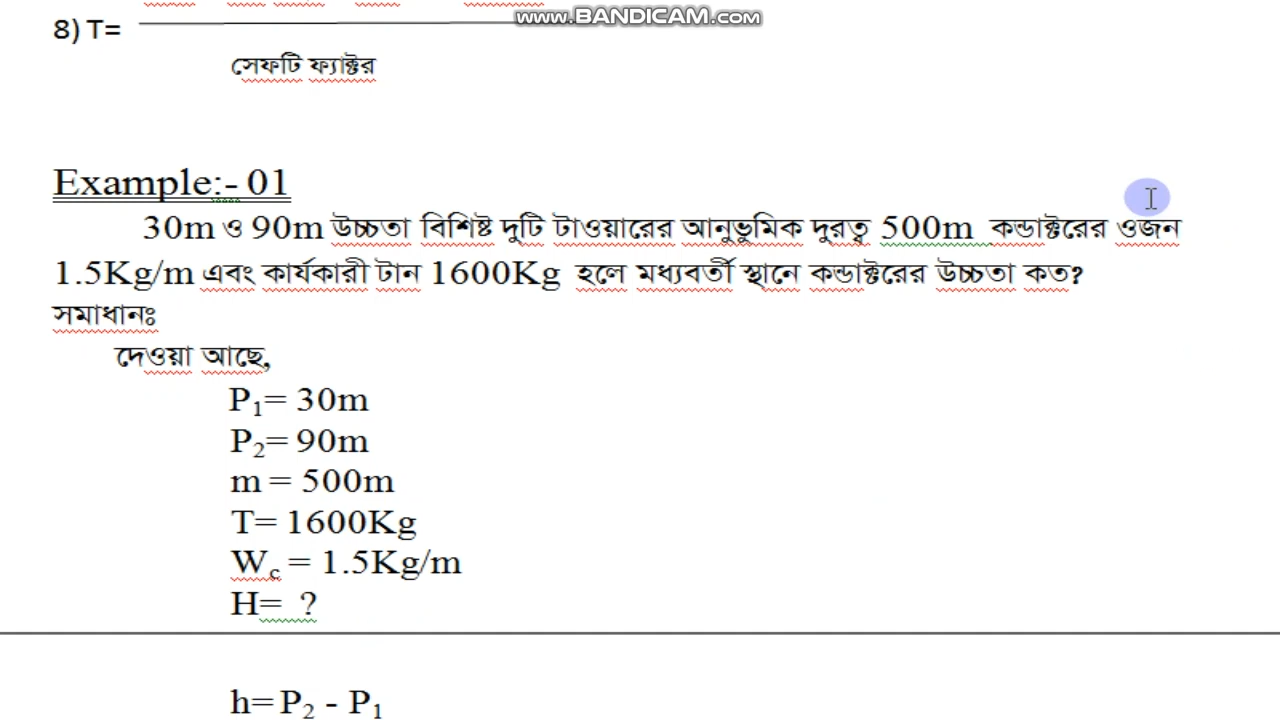 www.BANDICAM.com
8) T=
সেফটি ফ্যাক্টর
Example:- 01
30m ও 90m উচ্চতা বিশিষ্ট দুটি টাওয়ারের আনুভুমিক দুরত্ব 500m কন্ডাক্টরের ওজন
1.5Kg/m এবং কার্যকারী টান 1600Kg হলে মধ্যবর্তী স্থানে কন্ডাক্টরের উচ্চতা কত?
সমাধানঃ
দেওয়া আছে,
P₁= 30m
P₂= 90m
m = 500m
T= 1600Kg
W꜀ = 1.5Kg/m
H= ?
h= P₂ - P₁